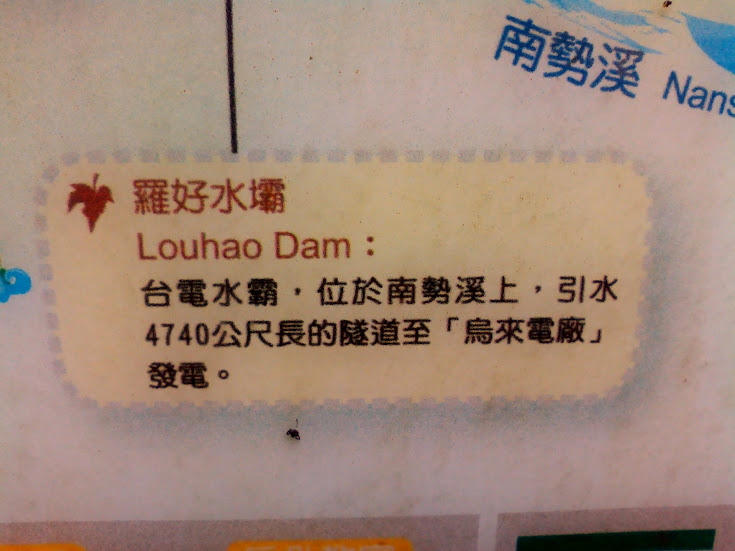 南勢溪 Nans
羅好水壩
Louhao Dam：
台電水霸，位於南勢溪上，引水
4740公尺長的隧道至「烏來電廠」
發電。